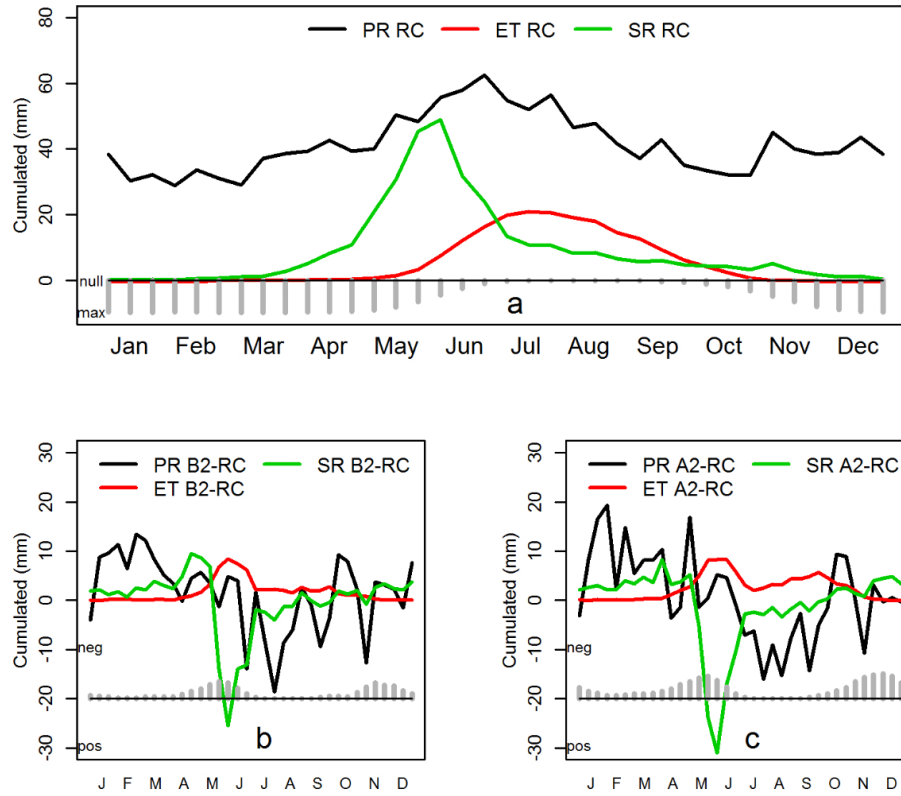 PR RC ET RC SR RC
Cumulated (mm)
80
60
40
20
0
null
max
a
Jan Feb Mar Apr May Jun Jul Aug Sep Oct Nov Dec
PR B2-RC SR B2-RC
ET B2-RC
Cumulated (mm)
30
20
10
0
-10
-20
-30
neg
pos
b
J F M A M J J A S O N D
PR A2-RC SR A2-RC
ET A2-RC
Cumulated (mm)
30
20
10
0
-10
-20
-30
neg
pos
c
J F M A M J J A S O N D